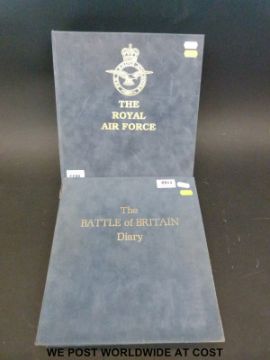 THE
ROYAL
AIR FORCE
The
BATTLE of BRITAIN
Diary
WE POST WORLDWIDE AT COST